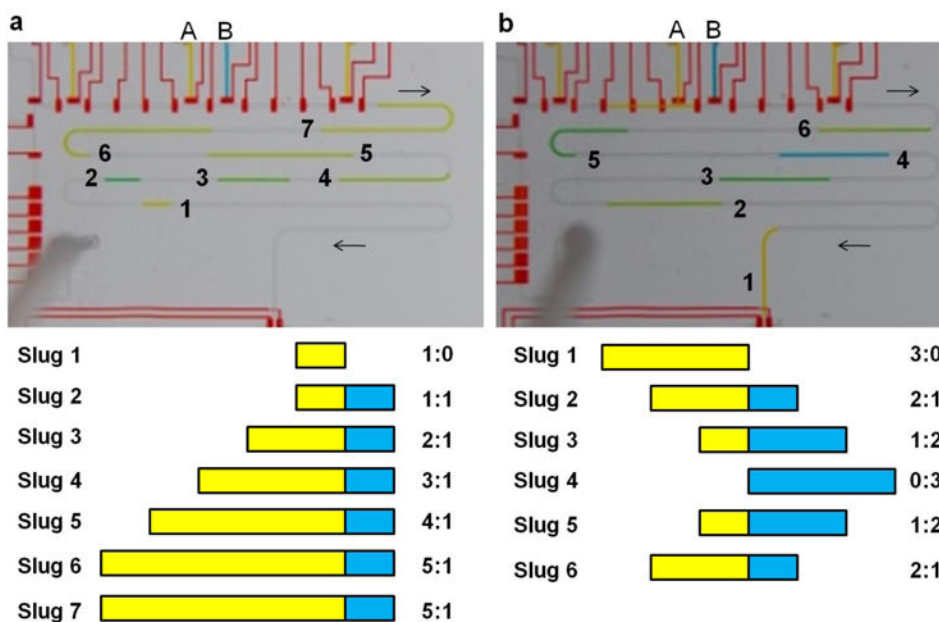 a
A B
7
6 5
2 3 4
1
Slug 1 1:0
Slug 2 1:1
Slug 3 2:1
Slug 4 3:1
Slug 5 4:1
Slug 6 5:1
Slug 7 5:1
b
A B
6
5 4
3
2
1
Slug 1 3:0
Slug 2 2:1
Slug 3 1:2
Slug 4 0:3
Slug 5 1:2
Slug 6 2:1